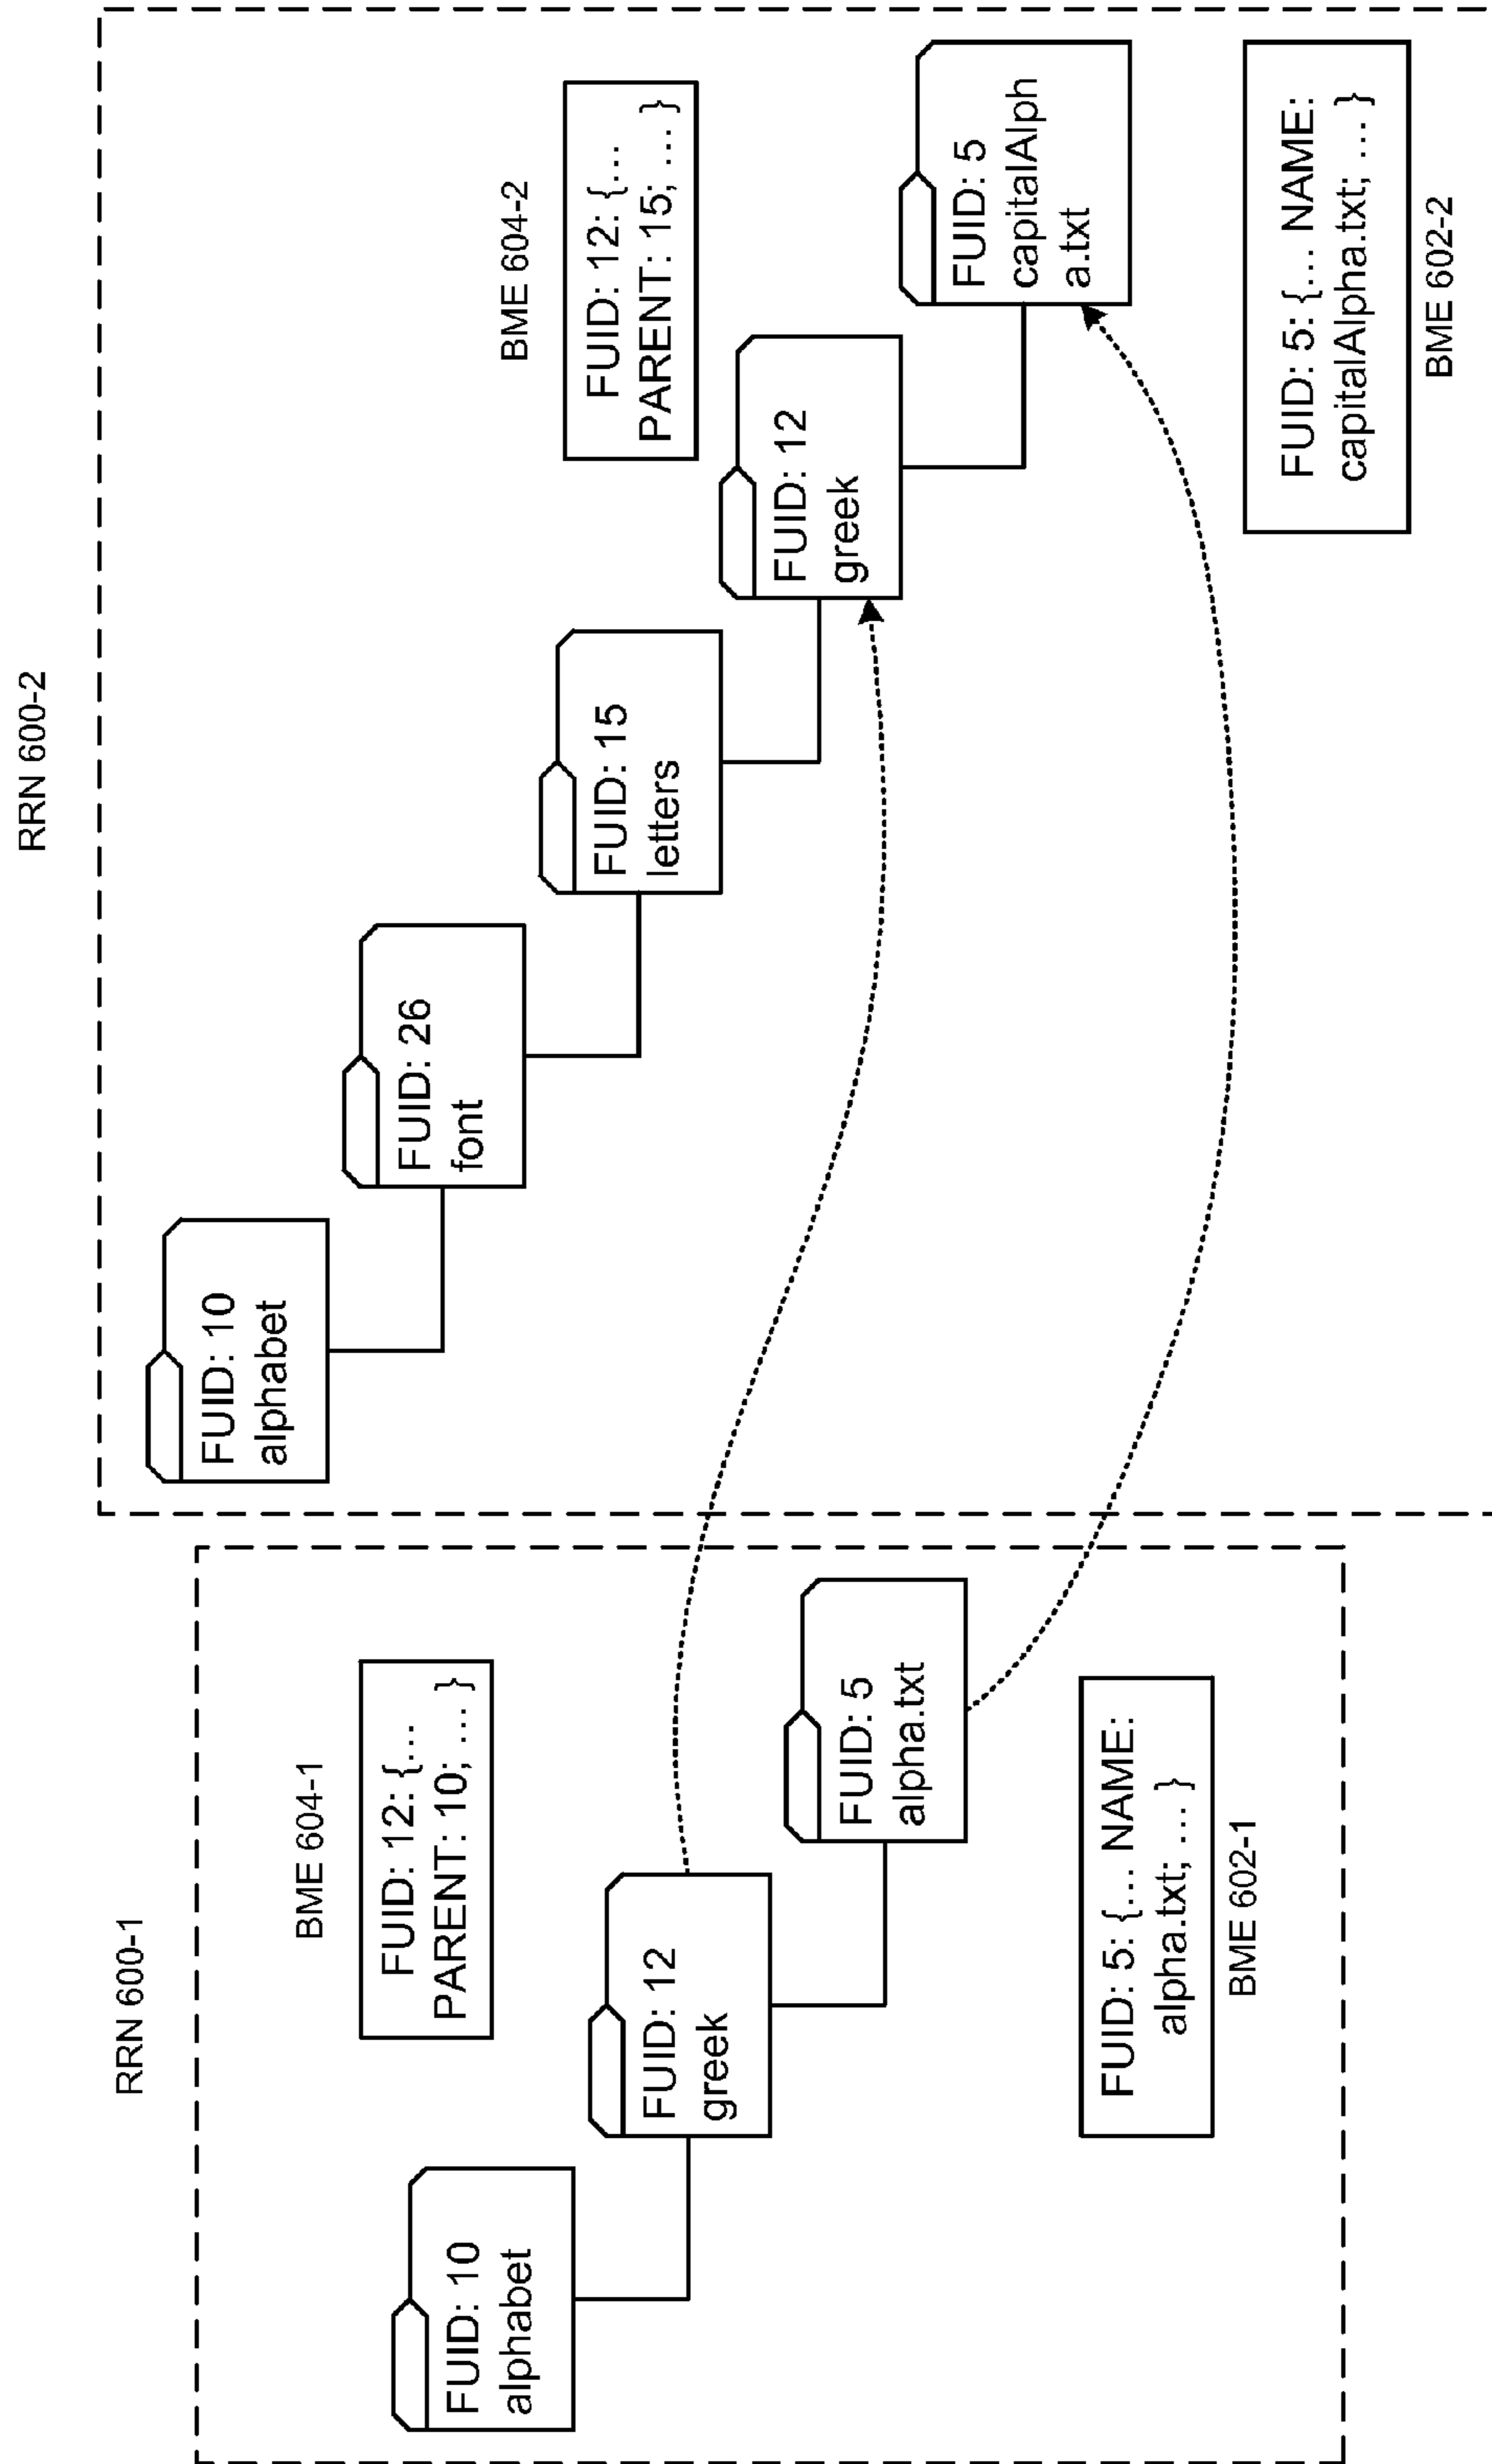 RRN 600-1
BME 604-1
FUID: 12: {...
PARENT: 10; ... }
FUID: 10
alphabet
FUID: 12
greek
FUID: 5
alpha.txt
FUID: 5: {... NAME:
alpha.txt; ... }
BME 602-1
RRN 600-2
FUID: 10
alphabet
FUID: 26
font
FUID: 15
letters
BME 604-2
FUID: 12: {...
PARENT: 15; ... }
FUID: 12
greek
FUID: 5
capitalAlph
a.txt
FUID: 5: {... NAME:
capitalAlpha.txt; ... }
BME 602-2